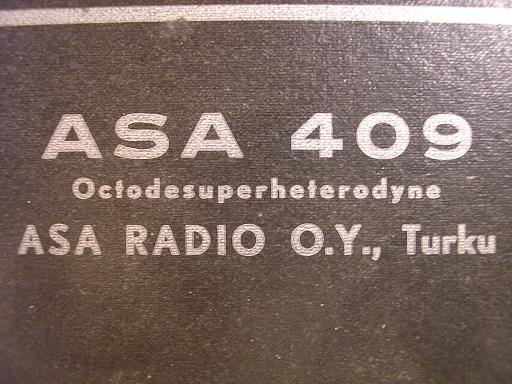 ASA 409
Octodesuperheterodyne
ASA RADIO O.Y., Turku